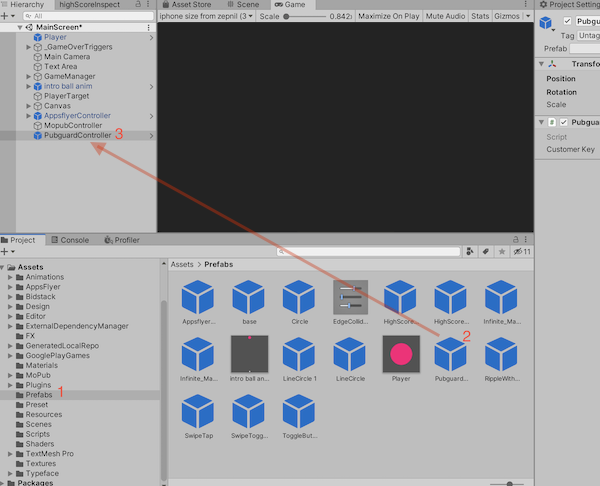 Hierarchy
highScoreInspect
All
MainScreen*
Player
_GameOverTriggers
Main Camera
Text Area
GameManager
intro ball anim
PlayerTarget
Canvas
AppsflyerController
MopubController
PubguardController
3
Asset Store
Scene
Game
iphone size from zepnil (3
Scale
0.842
Maximize On Play
Mute Audio
Stats
Gizmos
Project Setting
Pubgu
Tag Untag
Prefab
Transfo
Position
Rotation
Scale
Pubguar
Script
Customer Key
Project
Console
Profiler
11
Assets
Animations
AppsFlyer
Bidstack
Design
Editor
ExternalDependencyManager
FX
GeneratedLocalRepo
GooglePlayGames
Materials
MoPub
Plugins
Prefabs
1
Preset
Resources
Scenes
Scripts
Shaders
TextMesh Pro
Textures
Typeface
Packages
Assets > Prefabs
Appsflyer...
base
Circle
EdgeCollid...
HighScore...
HighScore...
Infinite_Ma...
2
Infinite_Ma...
intro ball an...
LineCircle 1
LineCircle
Player
Pubguard...
RippleWith...
SwipeTap
SwipeTogg...
ToggleBut...